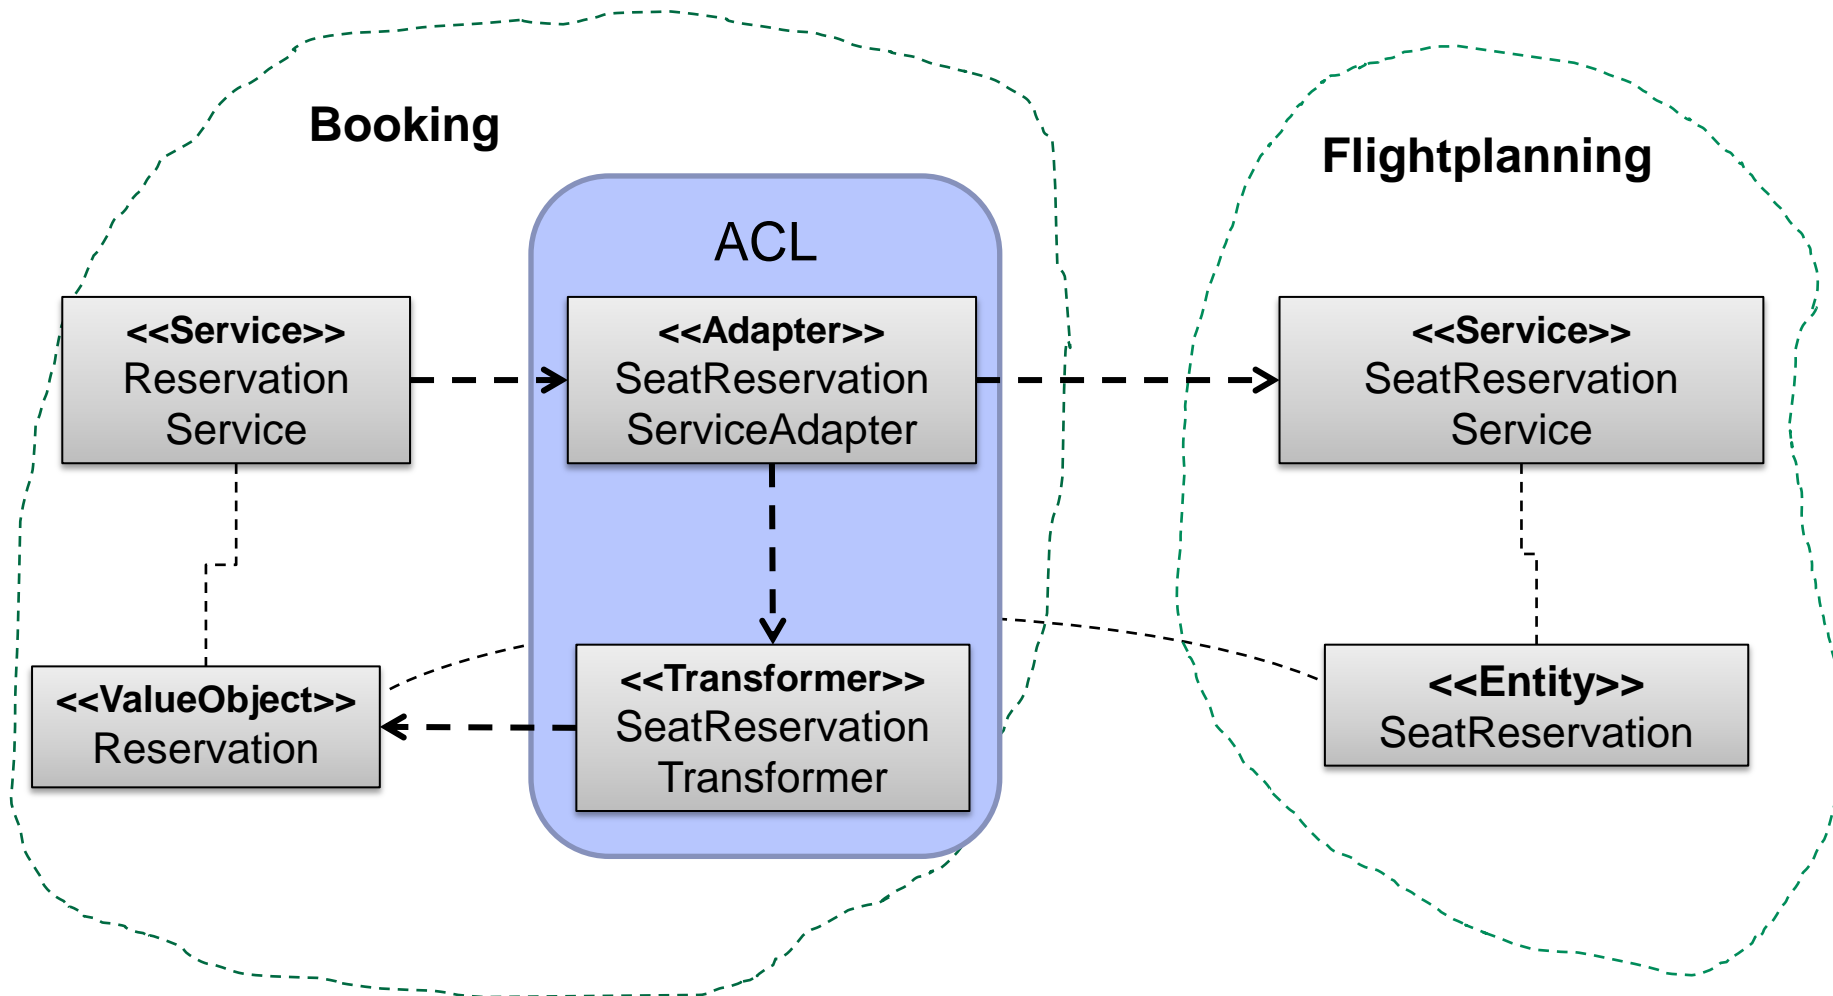 Booking
Flightplanning
ACL
<<Service>>
Reservation
Service
<<Adapter>>
SeatReservation
ServiceAdapter
<<Service>>
SeatReservation
Service
<<ValueObject>>
Reservation
<<Transformer>>
SeatReservation
Transformer
<<Entity>>
SeatReservation